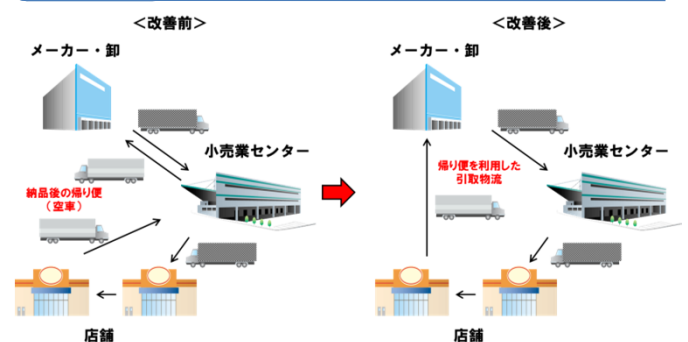 <改善前>
メーカー・卸
小売業センター
納品後の帰り便
(空車)
店舗
<改善後>
メーカー・卸
小売業センター
帰り便を利用した
引取物流
店舗